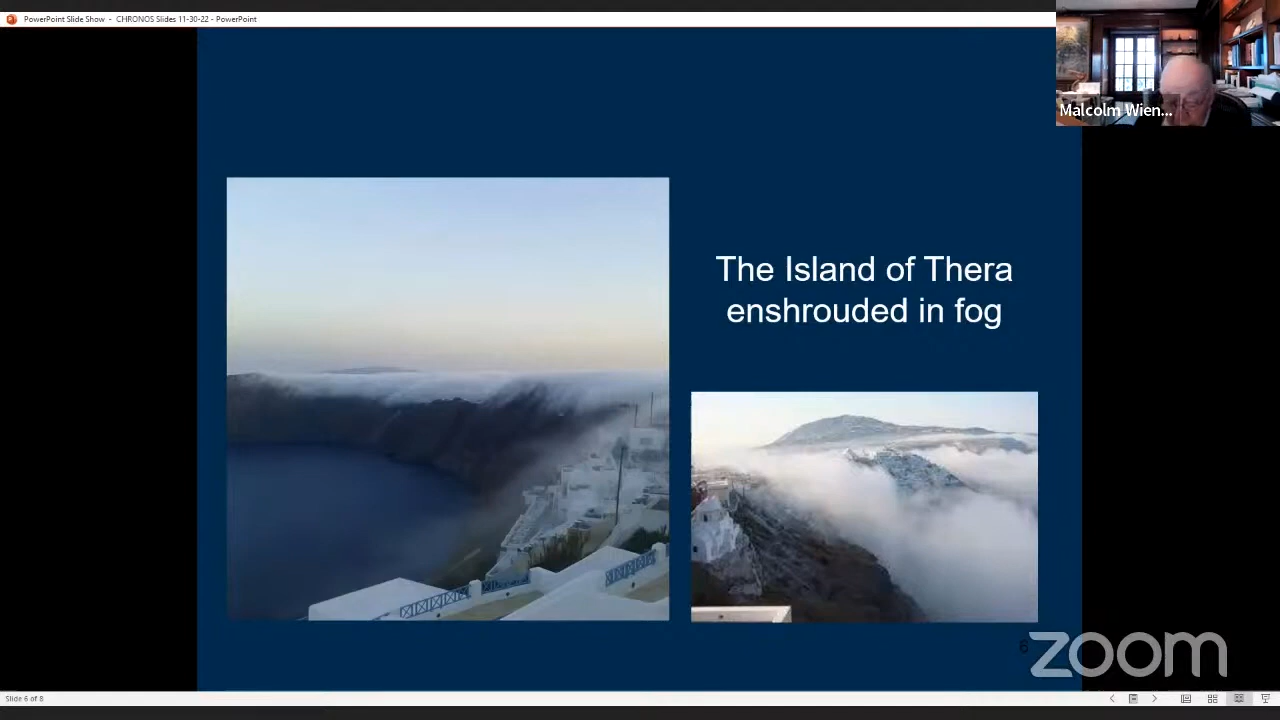 PowerPoint Slide Show - CHRONOS Slides 11-30-22 - PowerPoint
Malcolm Wien...
The Island of Thera
enshrouded in fog
6
zoom
Slide 6 of 8